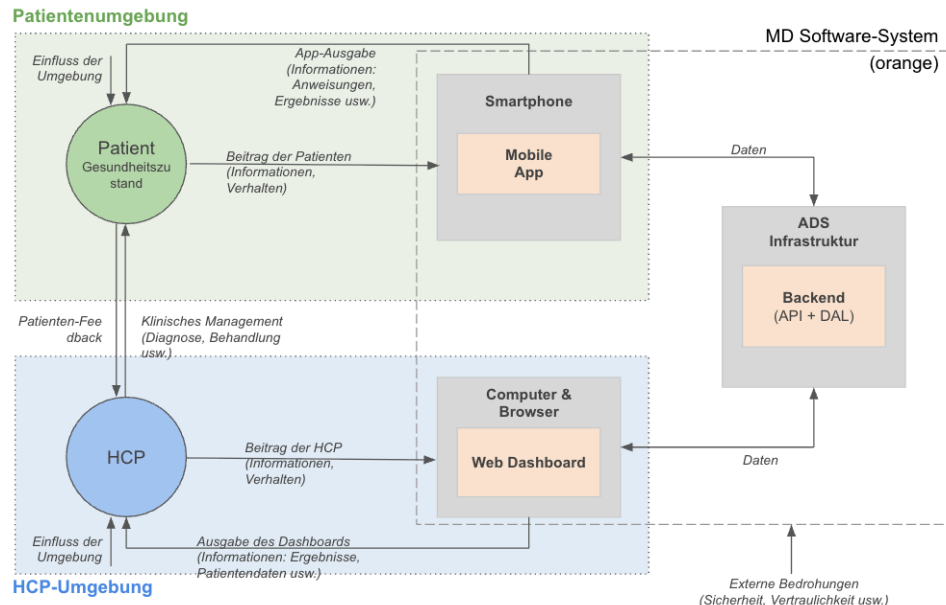 Patientenumgebung
MD Software-System
(orange)
Einfluss der
Umgebung
App-Ausgabe
(Informationen:
Anweisungen,
Ergebnisse usw.)
Smartphone
Mobile
App
Patient
Gesundheitszu
stand
Beitrag der Patienten
(Informationen,
Verhalten)
Daten
ADS
Infrastruktur
Backend
(API + DAL)
Patienten-Fee
dback
Klinisches Management
(Diagnose, Behandlung
usw.)
Computer &
Browser
Web Dashboard
HCP
Beitrag der HCP
(Informationen,
Verhalten)
Daten
Einfluss der
Umgebung
Ausgabe des Dashboards
(Informationen: Ergebnisse,
Patientendaten usw.)
HCP-Umgebung
Externe Bedrohungen
(Sicherheit, Vertraulichkeit usw.)